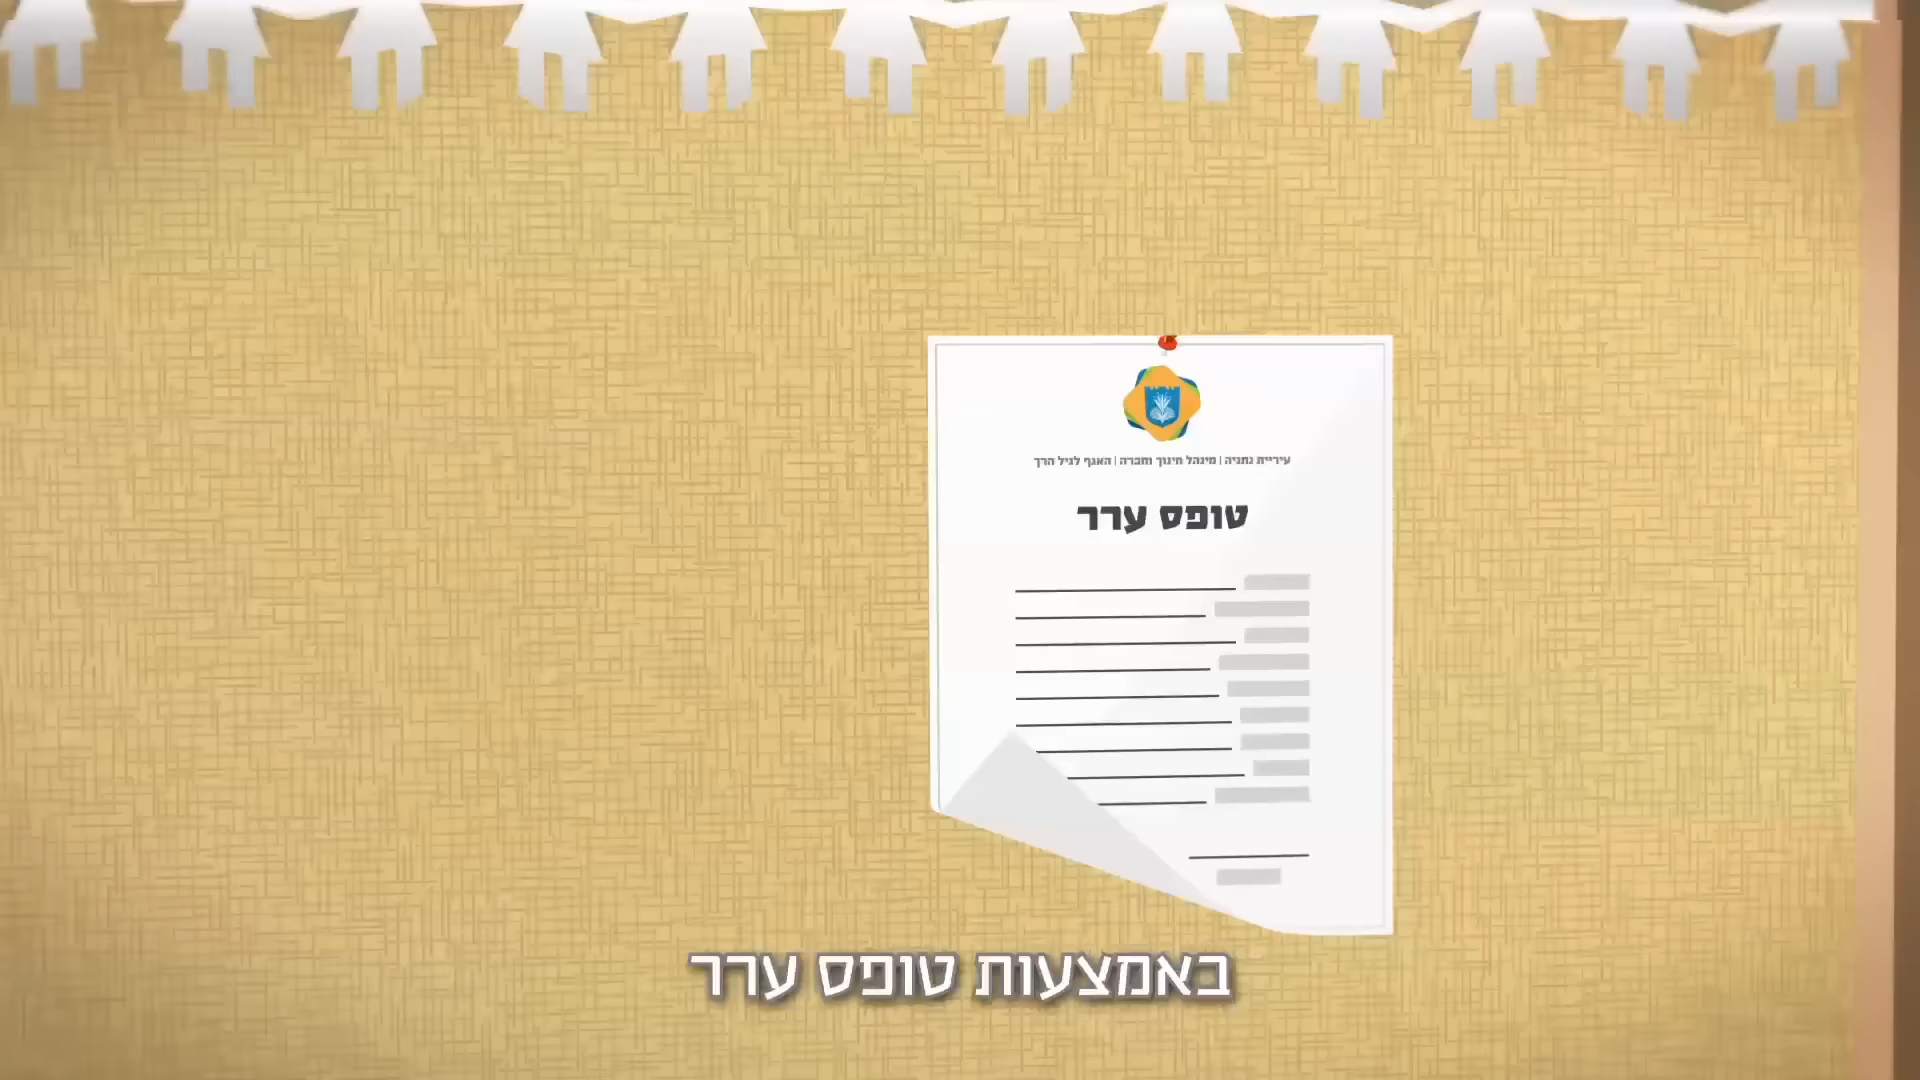 עיריית נתניה | מינהל חינוך וחברה | האגף לגיל הרך
טופס ערר
באמצעות טופס ערר